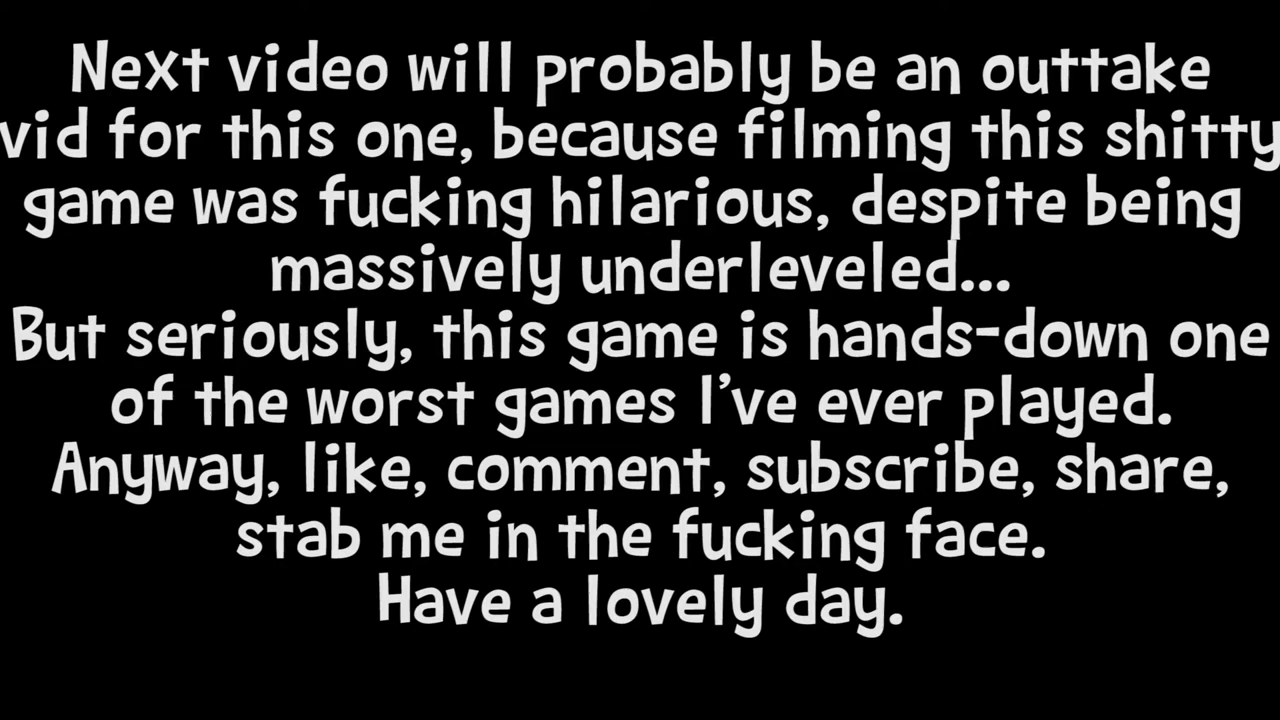 Next video will probably be an outtake
vid for this one, because filming this shitty
game was fucking hilarious, despite being
massively underleveled...
But seriously, this game is hands-down one
of the worst games I've ever played.
Anyway, like, comment, subscribe, share,
stab me in the fucking face.
Have a lovely day.